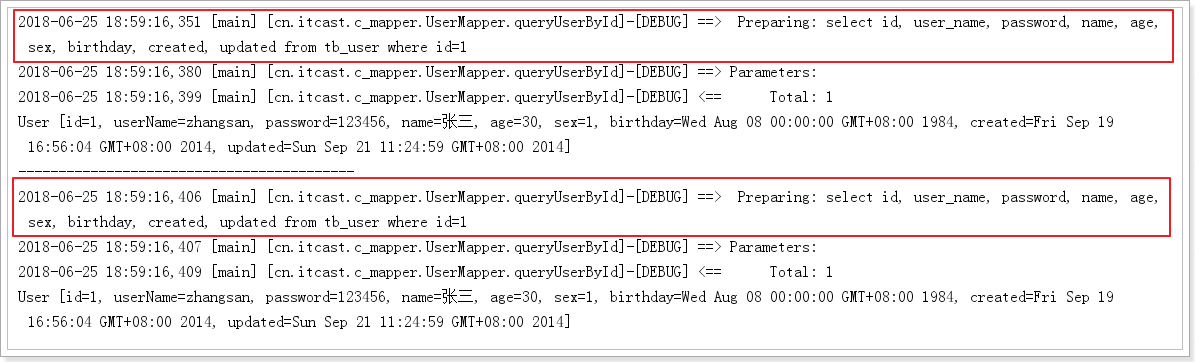 2018-06-25 18:59:16,351 [main] [cn.itcast.c_mapper.UserMapper.queryUserById]-[DEBUG] ==>  Preparing: select id, user_name, password, name, age,
sex, birthday, created, updated from tb_user where id=1
2018-06-25 18:59:16,380 [main] [cn.itcast.c_mapper.UserMapper.queryUserById]-[DEBUG] ==> Parameters:
2018-06-25 18:59:16,399 [main] [cn.itcast.c_mapper.UserMapper.queryUserById]-[DEBUG] <==      Total: 1
User [id=1, userName=zhangsan, password=123456, name=张三, age=30, sex=1, birthday=Wed Aug 08 00:00:00 GMT+08:00 1984, created=Fri Sep 19
16:56:04 GMT+08:00 2014, updated=Sun Sep 21 11:24:59 GMT+08:00 2014]
------------------------------------------
2018-06-25 18:59:16,406 [main] [cn.itcast.c_mapper.UserMapper.queryUserById]-[DEBUG] ==>  Preparing: select id, user_name, password, name, age,
sex, birthday, created, updated from tb_user where id=1
2018-06-25 18:59:16,407 [main] [cn.itcast.c_mapper.UserMapper.queryUserById]-[DEBUG] ==> Parameters:
2018-06-25 18:59:16,409 [main] [cn.itcast.c_mapper.UserMapper.queryUserById]-[DEBUG] <==      Total: 1
User [id=1, userName=zhangsan, password=123456, name=张三, age=30, sex=1, birthday=Wed Aug 08 00:00:00 GMT+08:00 1984, created=Fri Sep 19
16:56:04 GMT+08:00 2014, updated=Sun Sep 21 11:24:59 GMT+08:00 2014]